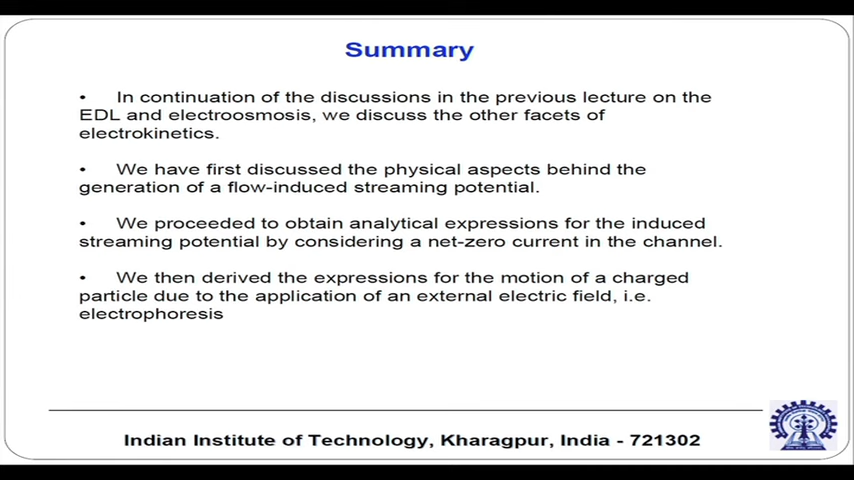 Summary
• In continuation of the discussions in the previous lecture on the
EDL and electroosmosis, we discuss the other facets of
electrokinetics.
• We have first discussed the physical aspects behind the
generation of a flow-induced streaming potential.
• We proceeded to obtain analytical expressions for the induced
streaming potential by considering a net-zero current in the channel.
• We then derived the expressions for the motion of a charged
particle due to the application of an external electric field, i.e.
electrophoresis
Indian Institute of Technology, Kharagpur, India - 721302